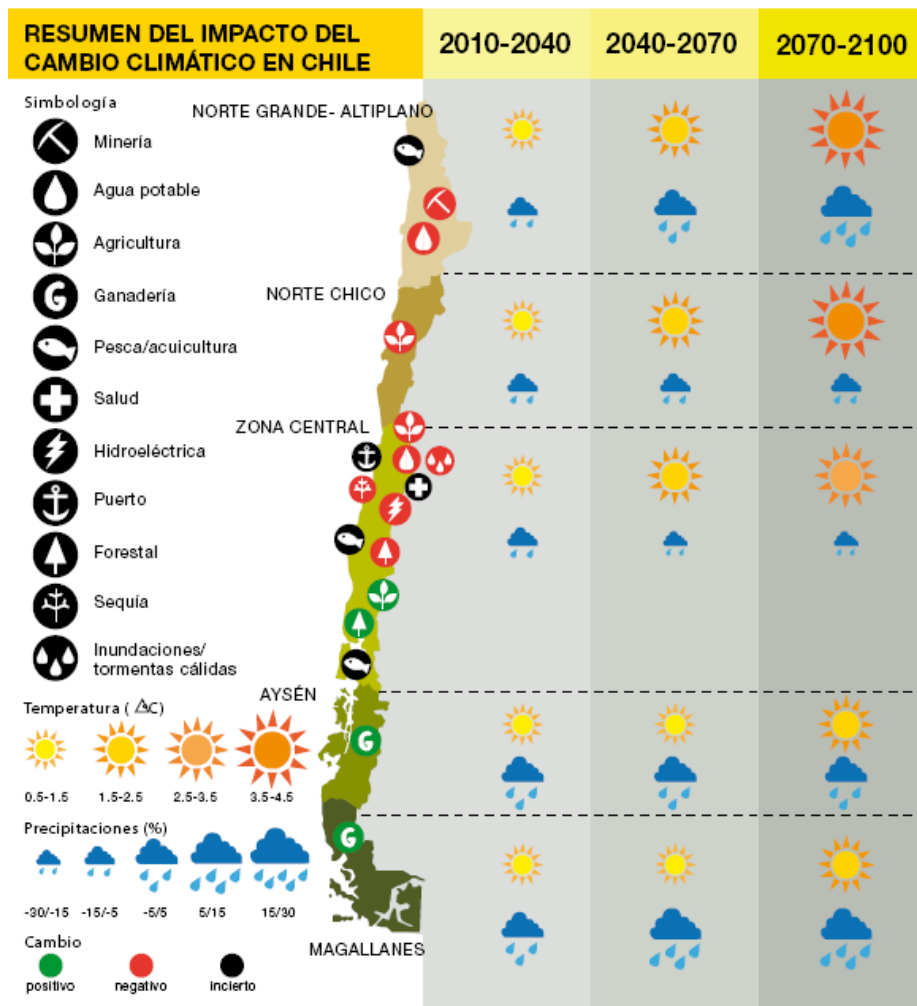 RESUMEN DEL IMPACTO DEL
CAMBIO CLIMÁTICO EN CHILE
2010-2040
2040-2070
2070-2100
Simbología
Minería
Agua potable
Agricultura
Ganadería
Pesca/acuicultura
Salud
Hidroeléctrica
Puerto
Forestal
Sequía
Inundaciones/
tormentas cálidas
NORTE GRANDE- ALTIPLANO
NORTE CHICO
ZONA CENTRAL
AYSÉN
MAGALLANES
G
G
G
Temperatura ( ΔC)
0.5-1.5
1.5-2.5
2.5-3.5
3.5-4.5
Precipitaciones (%)
-30/-15
-15/-5
-5/5
5/15
15/30
Cambio
positivo
negativo
incierto